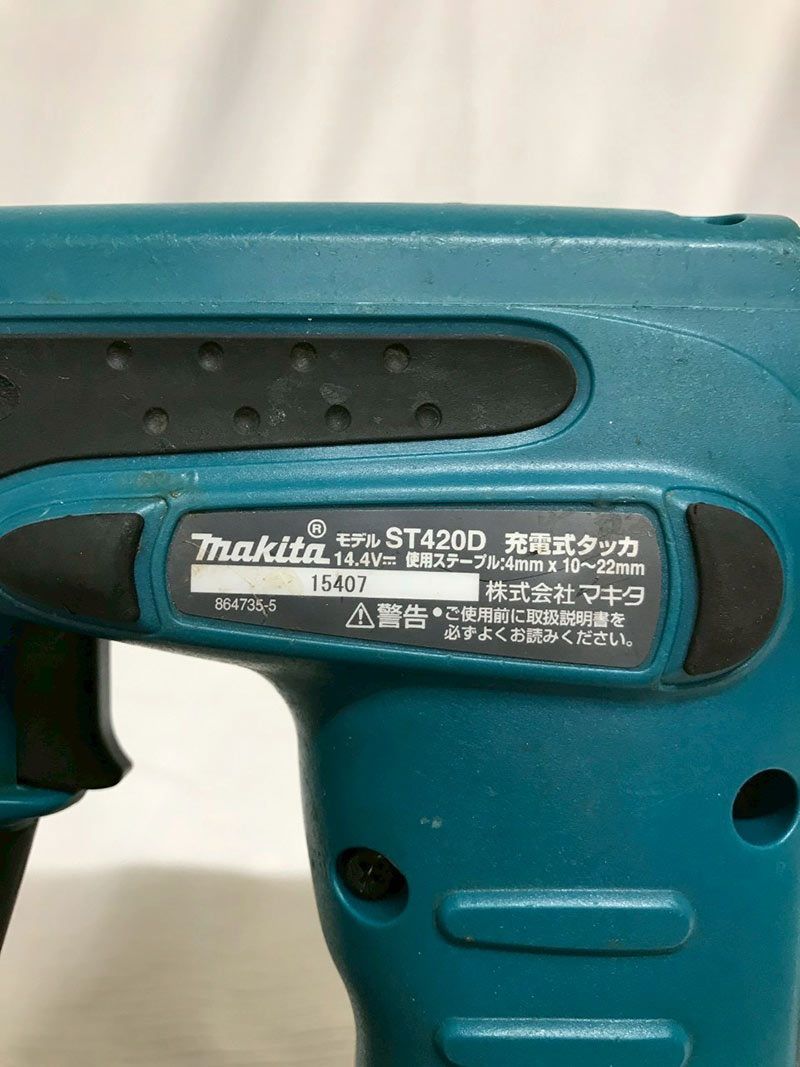 makita® モデル ST420D 充電式タッカ
14.4V⎓ 使用ステープル:4mm x 10～22mm
15407 株式会社マキタ
864735-5 ⚠警告 ●ご使用前に取扱説明書を
必ずよくお読みください。